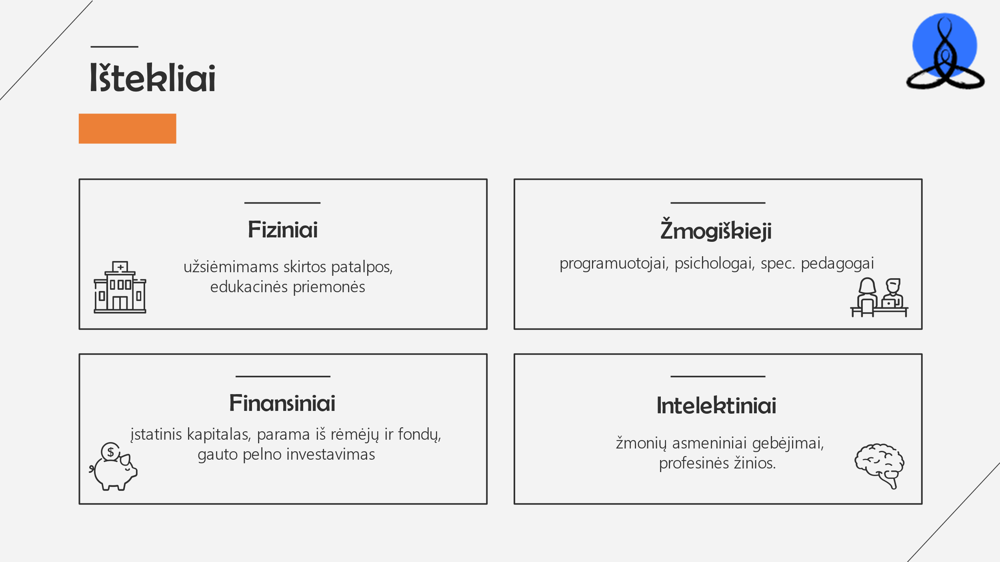 Ištekliai
Fiziniai
užsiėmimams skirtos patalpos,
edukacinės priemonės
Žmogiškieji
programuotojai, psichologai, spec. pedagogai
Finansiniai
įstatinis kapitalas, parama iš rėmėjų ir fondų,
gauto pelno investavimas
$
Intelektiniai
žmonių asmeniniai gebėjimai,
profesinės žinios.